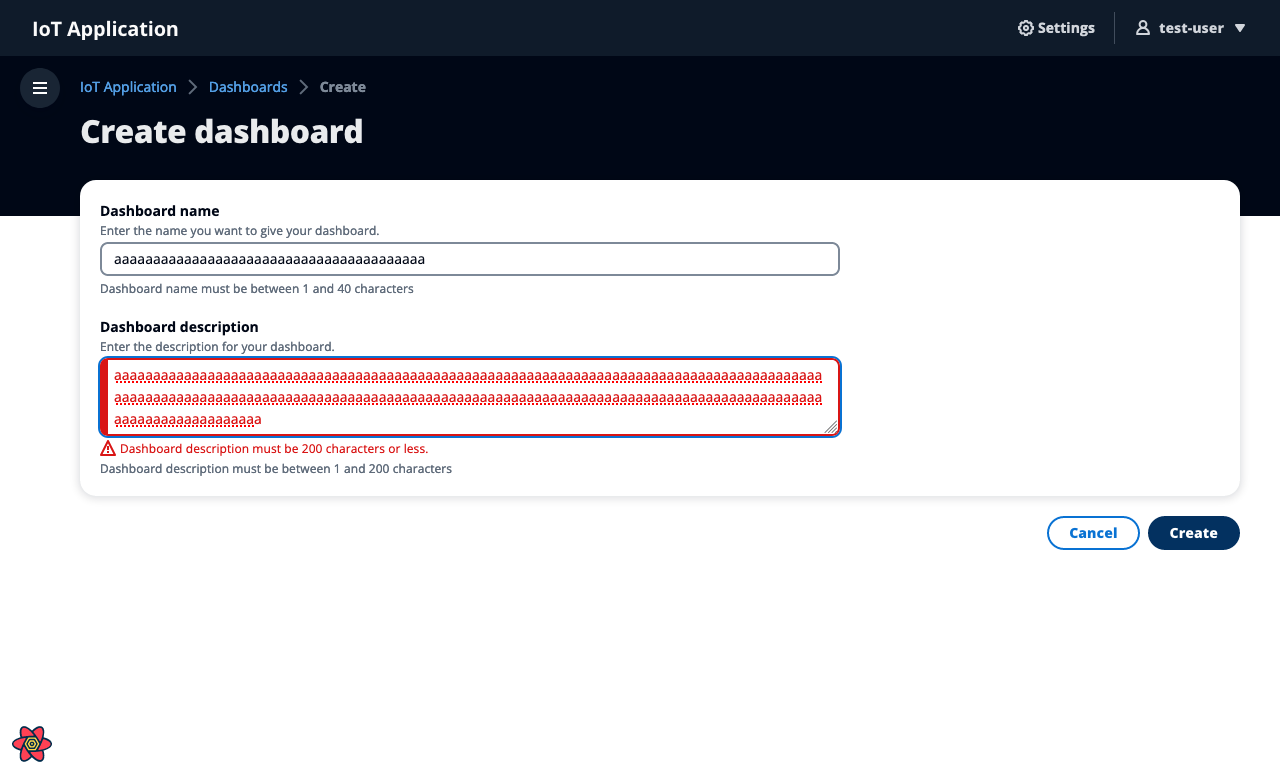 IoT Application
Settings
test-user
IoT Application
Dashboards
Create
Create dashboard
Dashboard name
Enter the name you want to give your dashboard.
aaaaaaaaaaaaaaaaaaaaaaaaaaaaaaaaaaaaaaaa
Dashboard name must be between 1 and 40 characters
Dashboard description
Enter the description for your dashboard.
aaaaaaaaaaaaaaaaaaaaaaaaaaaaaaaaaaaaaaaaaaaaaaaaaaaaaaaaaaaaaaaaaaaaaaaaaaaaaaaaaaaaaaaaaaa
aaaaaaaaaaaaaaaaaaaaaaaaaaaaaaaaaaaaaaaaaaaaaaaaaaaaaaaaaaaaaaaaaaaaaaaaaaaaaaaaaaaaaaaaaaa
aaaaaaaaaaaaaaaaaaa
Dashboard description must be 200 characters or less.
Dashboard description must be between 1 and 200 characters
Cancel
Create